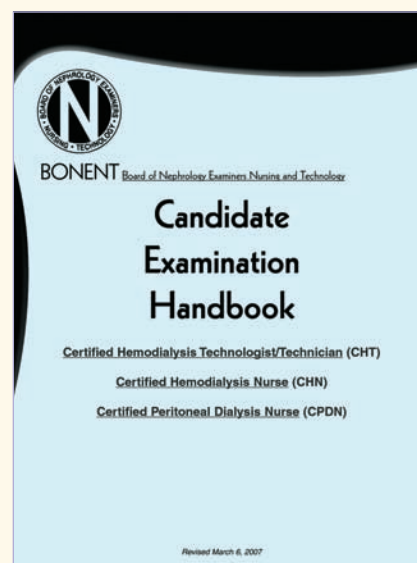 BOARD OF NEPHROLOGY EXAMINERS
NURSING • TECHNOLOGY
N
BONENT Board of Nephrology Examiners Nursing and Technology
Candidate
Examination
Handbook
Certified Hemodialysis Technologist/Technician (CHT)
Certified Hemodialysis Nurse (CHN)
Certified Peritoneal Dialysis Nurse (CPDN)
Revised March 6, 2007